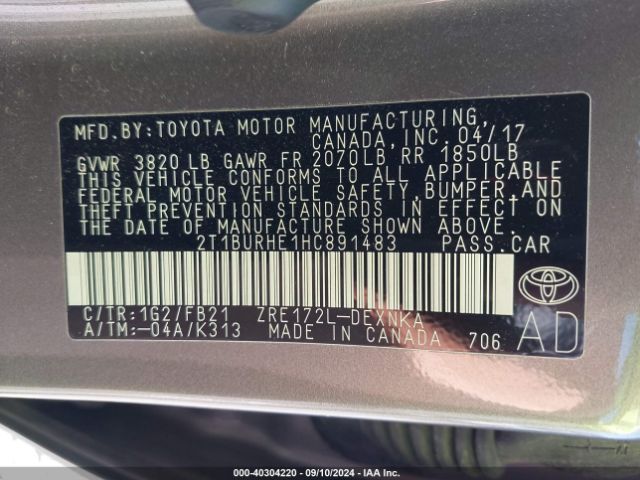 MFD.BY:TOYOTA MOTOR MANUFACTURING,
CANADA, INC. 04/17
GVWR 3820 LB GAWR FR 2070LB RR 1850LB
THIS VEHICLE CONFORMS TO ALL APPLICABLE
FEDERAL MOTOR VEHICLE SAFETY, BUMPER, AND
THEFT PREVENTION STANDARDS IN EFFECT ON
THE DATE OF MANUFACTURE SHOWN ABOVE.
2T1BURHE1HC891483 PASS.CAR
C/TR:1G2/FB21 ZRE172L-DEXNKA
A/TM:-04A/K313 MADE IN CANADA 706
AD
000-40304220 - 09/10/2024 - IAA Inc.